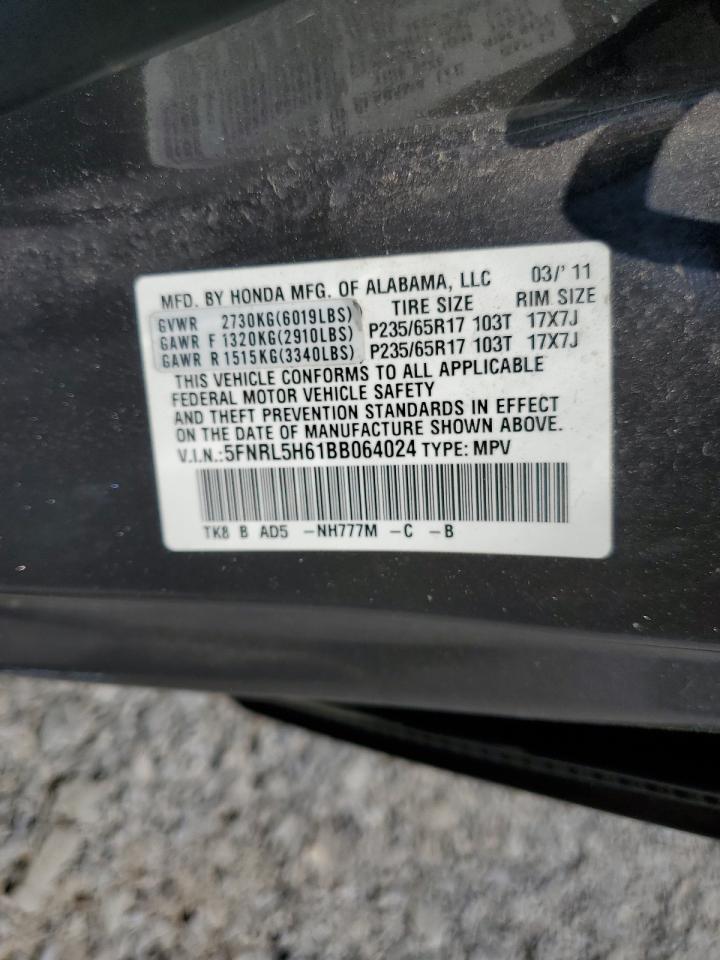 MFD. BY HONDA MFG. OF ALABAMA, LLC 03/'11
TIRE SIZE RIM SIZE
GVWR 2730KG(6019LBS)
GAWR F 1320KG(2910LBS) P235/65R17 103T 17X7J
GAWR R 1515KG(3340LBS) P235/65R17 103T 17X7J
THIS VEHICLE CONFORMS TO ALL APPLICABLE
FEDERAL MOTOR VEHICLE SAFETY
AND THEFT PREVENTION STANDARDS IN EFFECT
ON THE DATE OF MANUFACTURE SHOWN ABOVE.
V.I.N.:5FNRL5H61BB064024 TYPE: MPV
TK8 B AD5 -NH777M -C -B